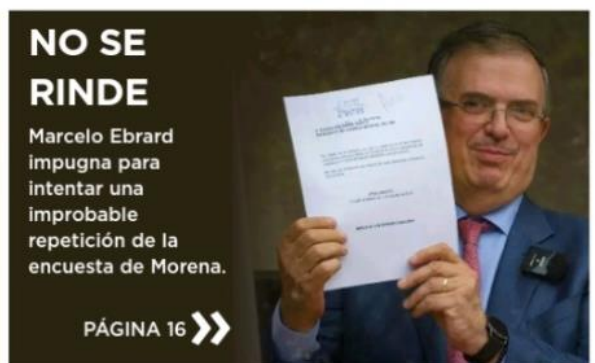 NO SE
RINDE
Marcelo Ebrard
impugna para
intentar una
improbable
repetición de la
encuesta de Morena.
PÁGINA 16